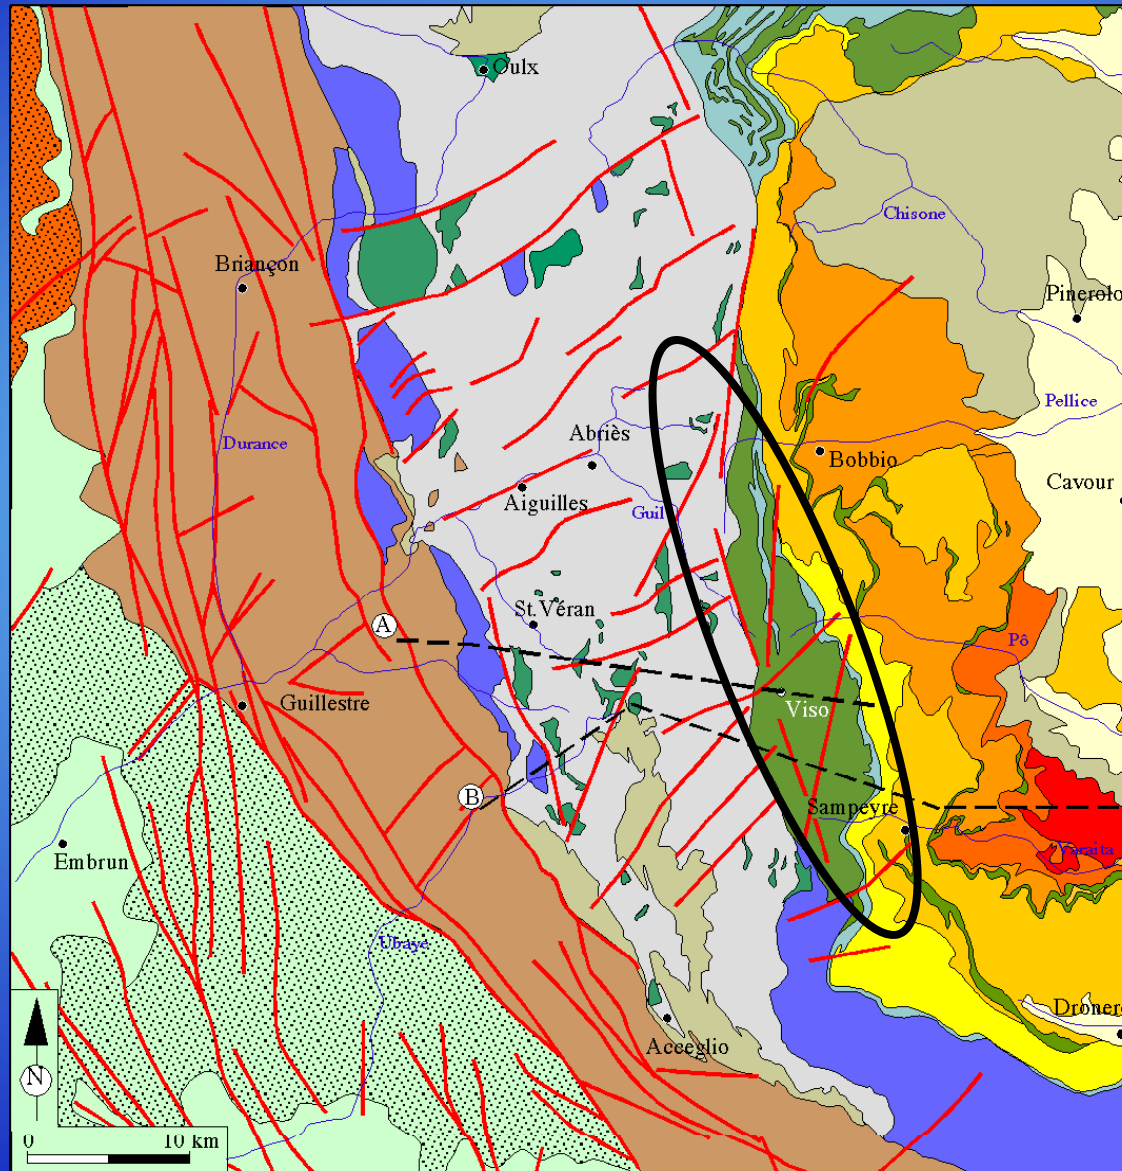 Oulx
Chisone
Briançon
Pinerolo
Pellice
Abriès
Durance
Bobbio
Aiguilles
Cavour
Guil
St.Véran
A
Pô
Guillestre
Viso
B
Sampeyre
Varaita
Embrun
Ubaye
Droner
Acceglio
N
0 10 km